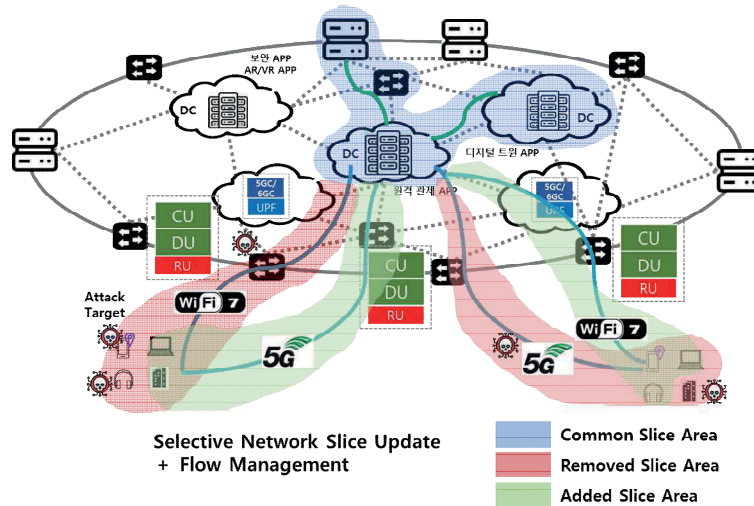 보안 APP
AR/VR APP
DC
DC
DC
디지털 트윈 APP
원격 관제 APP
5GC/
6GC
UPF
5GC/
6GC
UPF
CU
DU
RU
CU
DU
RU
CU
DU
RU
Attack
Target
WiFi 7
5G
5G
WiFi 7
Selective Network Slice Update
+ Flow Management
Common Slice Area
Removed Slice Area
Added Slice Area